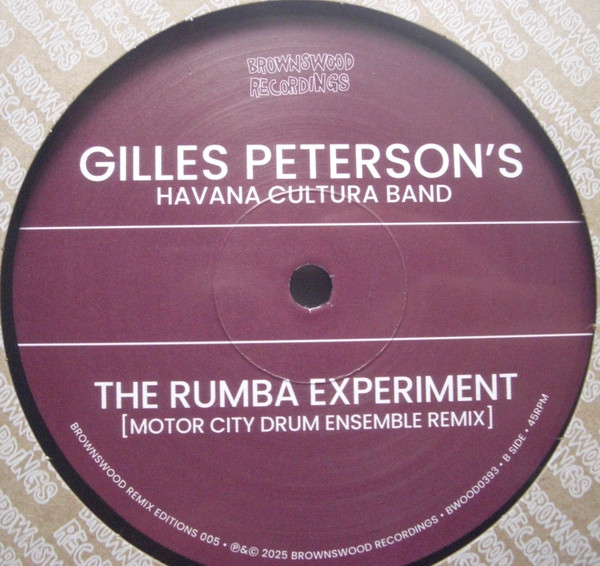 BROWNSWOOD
RECORDINGS
GILLES PETERSON'S
HAVANA CULTURA BAND
THE RUMBA EXPERIMENT
[MOTOR CITY DRUM ENSEMBLE REMIX]
BROWNSWOOD REMIX EDITIONS 005 • ℗&© 2025 BROWNSWOOD RECORDINGS • BWOOD0393 • B SIDE • 45RPM